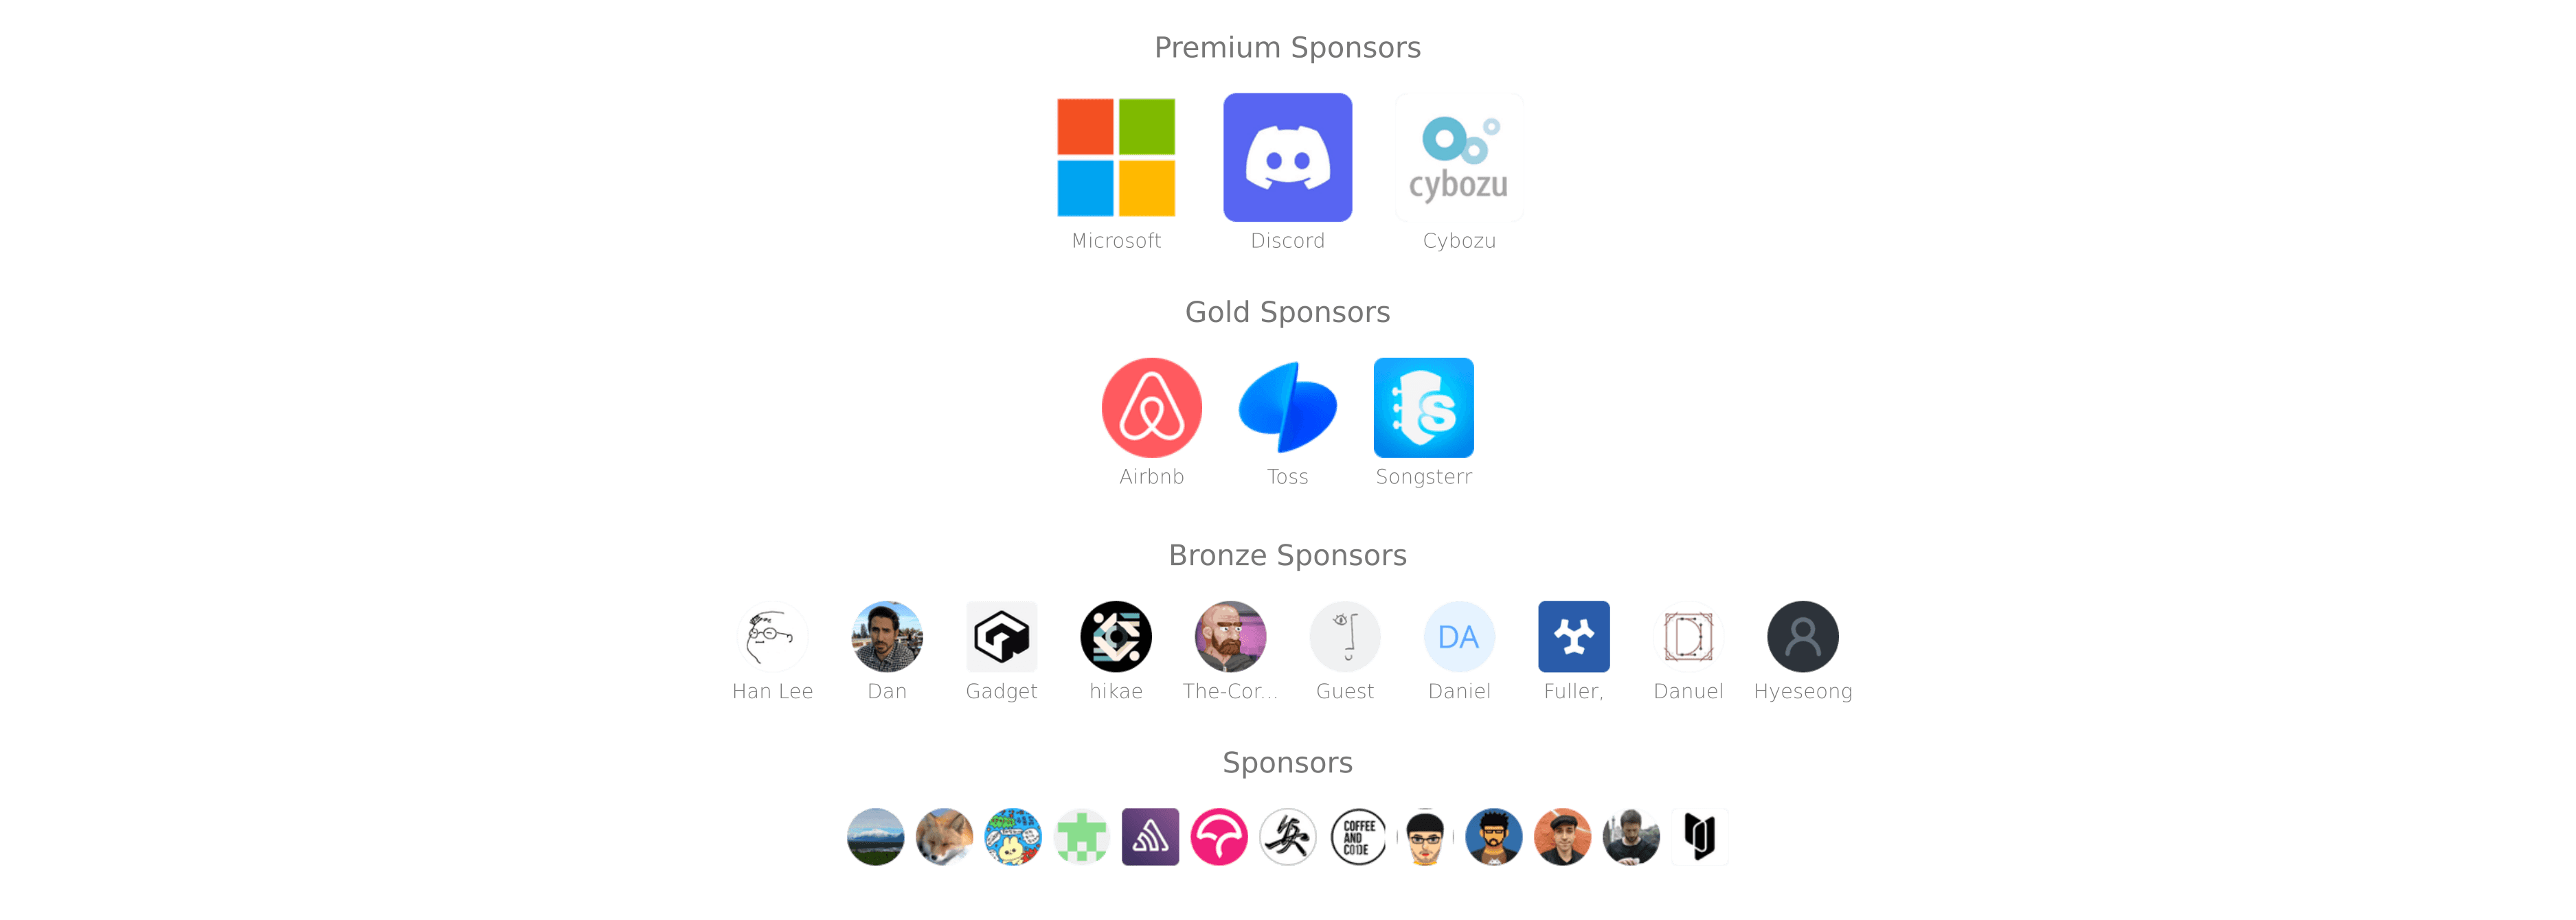 Premium Sponsors
cybozu
Microsoft Discord Cybozu
Gold Sponsors
Airbnb Toss Songsterr
Bronze Sponsors
DA
Han Lee Dan Gadget hikae The-Cor... Guest Daniel Fuller, Danuel Hyeseong
Sponsors
COFFEE
AND
CODE